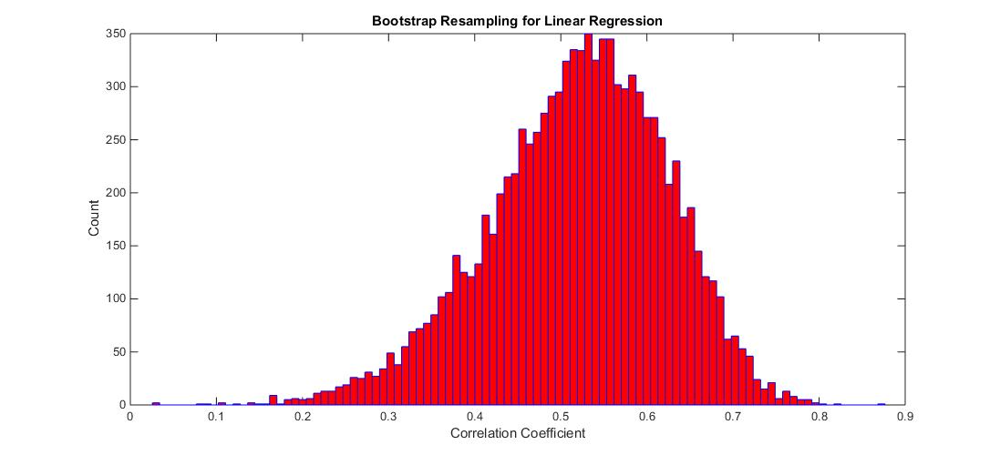 Bootstrap Resampling for Linear Regression
350
300
250
200
150
100
50
0
Count
0 0.1 0.2 0.3 0.4 0.5 0.6 0.7 0.8 0.9
Correlation Coefficient